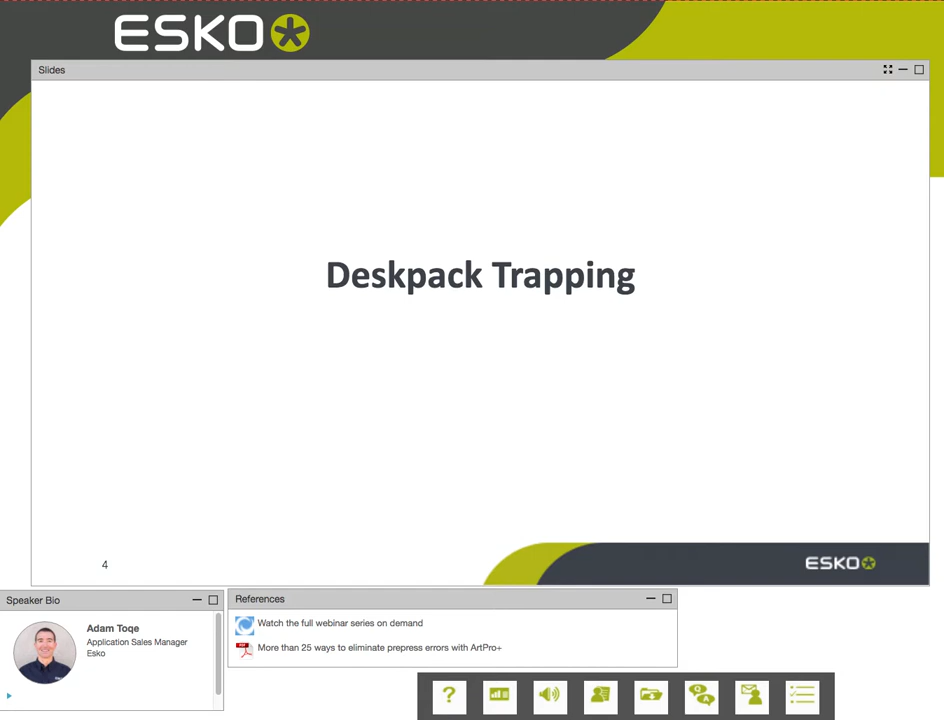 ESKO
Slides
Deskpack Trapping
4
ESKO
Speaker Bio
Adam Toqe
Application Sales Manager
Esko
References
Watch the full webinar series on demand
More than 25 ways to eliminate prepress errors with ArtPro+
?
Q
A